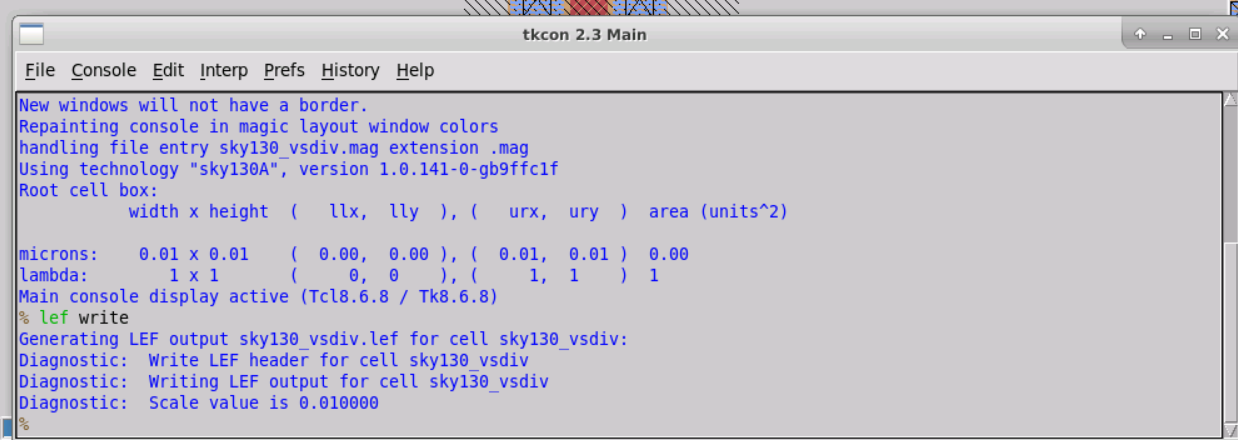 tkcon 2.3 Main
File Console Edit Interp Prefs History Help
New windows will not have a border.
Repainting console in magic layout window colors
handling file entry sky130_vsdiv.mag extension .mag
Using technology "sky130A", version 1.0.141-0-gb9ffc1f
Root cell box:
width x height ( llx, lly ), ( urx, ury ) area (units^2)
microns: 0.01 x 0.01 ( 0.00, 0.00 ), ( 0.01, 0.01 ) 0.00
lambda: 1 x 1 ( 0, 0 ), ( 1, 1 ) 1
Main console display active (Tcl8.6.8 / Tk8.6.8)
% lef write
Generating LEF output sky130_vsdiv.lef for cell sky130_vsdiv:
Diagnostic: Write LEF header for cell sky130_vsdiv
Diagnostic: Writing LEF output for cell sky130_vsdiv
Diagnostic: Scale value is 0.010000
%